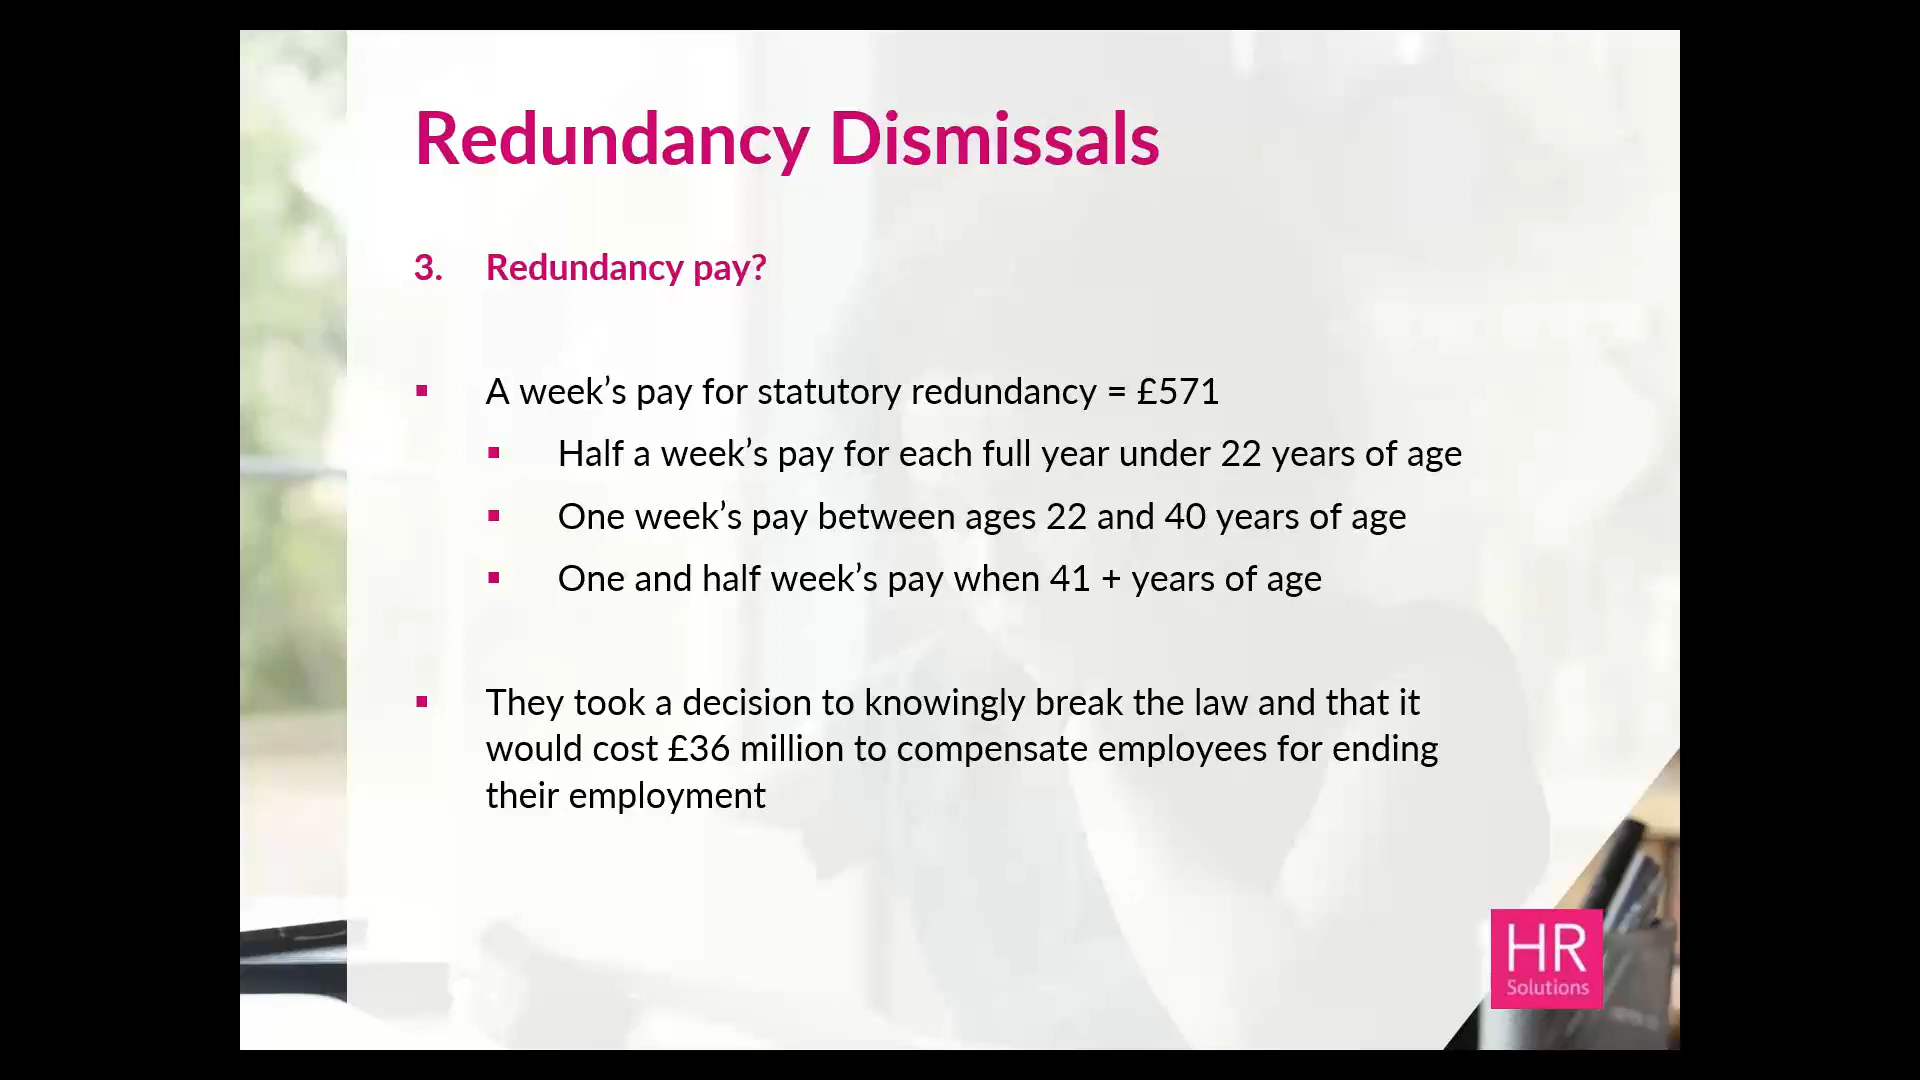 Redundancy Dismissals
3. Redundancy pay?
▪ A week’s pay for statutory redundancy = £571
▪ Half a week’s pay for each full year under 22 years of age
▪ One week’s pay between ages 22 and 40 years of age
▪ One and half week’s pay when 41 + years of age
▪ They took a decision to knowingly break the law and that it
would cost £36 million to compensate employees for ending
their employment
HR
Solutions